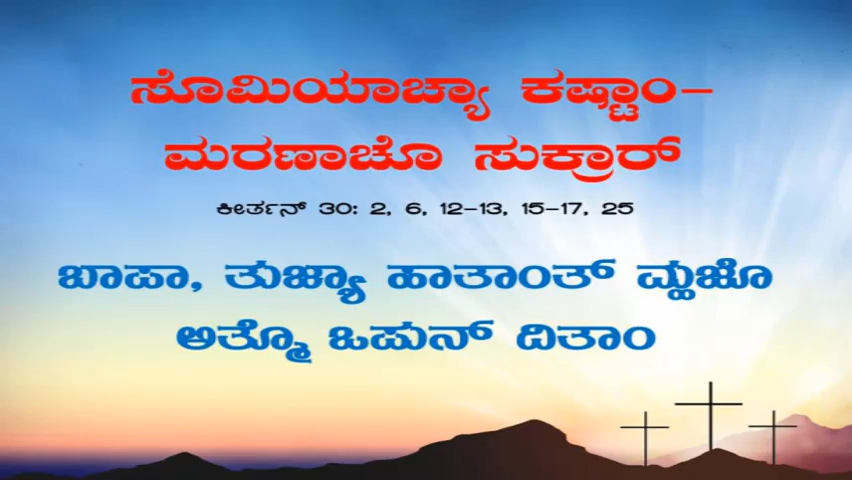 ಸೊಮಿಯಾಚ್ಯಾ ಕಷ್ಟಾಂ-
ಮರಣಾಚೊ ಸುಕ್ರಾರ್
ಕೀರ್ತನ್ 30: 2, 6, 12-13, 15-17, 25
ಬಾಪಾ, ತುಜ್ಯಾ ಹಾತಾಂತ್ ಮ್ಹಜೊ
ಅತ್ಮೊ ಒಪುನ್ ದಿತಾಂ